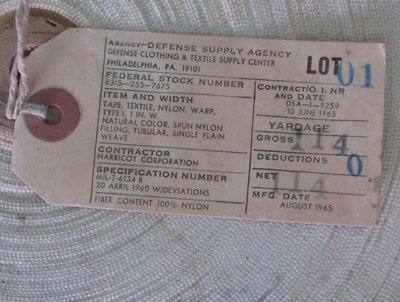 AGENCY—DEFENSE SUPPLY AGENCY
DEFENSE CLOTHING & TEXTILE SUPPLY CENTER
PHILADELPHIA, PA. 19101
LOT 01
FEDERAL STOCK NUMBER
8315-255-7675
ITEM AND WIDTH
TAPE, TEXTILE, NYLON, WARP,
TYPE I, 1 IN. W.
NATURAL COLOR, SPUN NYLON
FILLING, TUBULAR, SINGLE PLAIN
WEAVE
CONTRACTOR
NARRICOT CORPORATION
SPECIFICATION NUMBER
MIL-T-6134 B
20 ARRIL 1960 W/DEVIATIONS
FIBER CONTENT 100% NYLON
CONTRACT/O.I. NR
AND DATE
DSA-1-9259
10 JUNE 1965
YARDAGE
GROSS 114
DEDUCTIONS 0
NET 114
MFG. DATE
AUGUST 1965